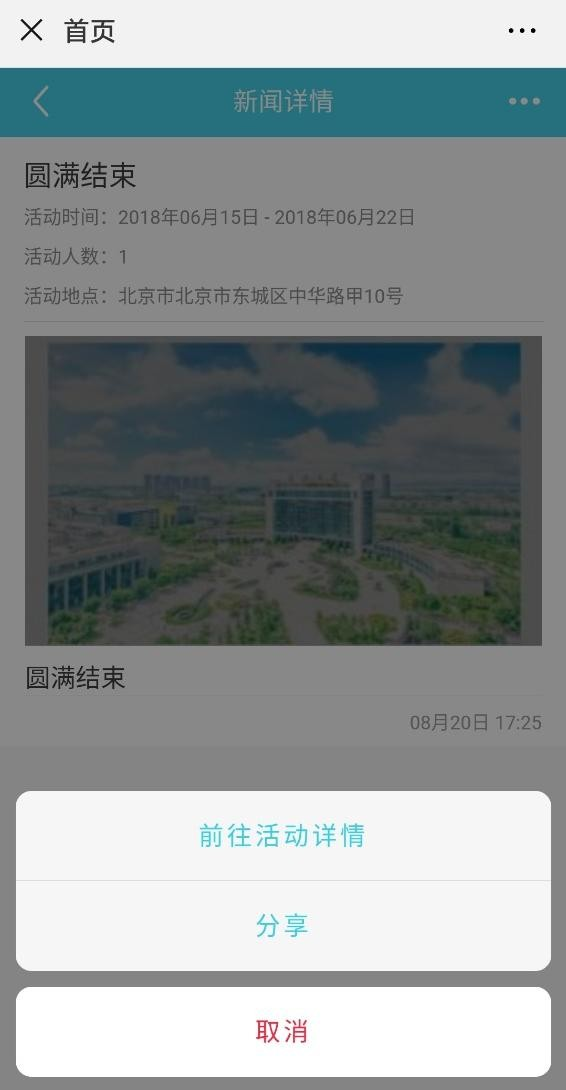 首页
新闻详情
圆满结束
活动时间：2018年06月15日 - 2018年06月22日
活动人数：1
活动地点：北京市北京市东城区中华路甲10号
圆满结束
08月20日 17:25
前往活动详情
分享
取消